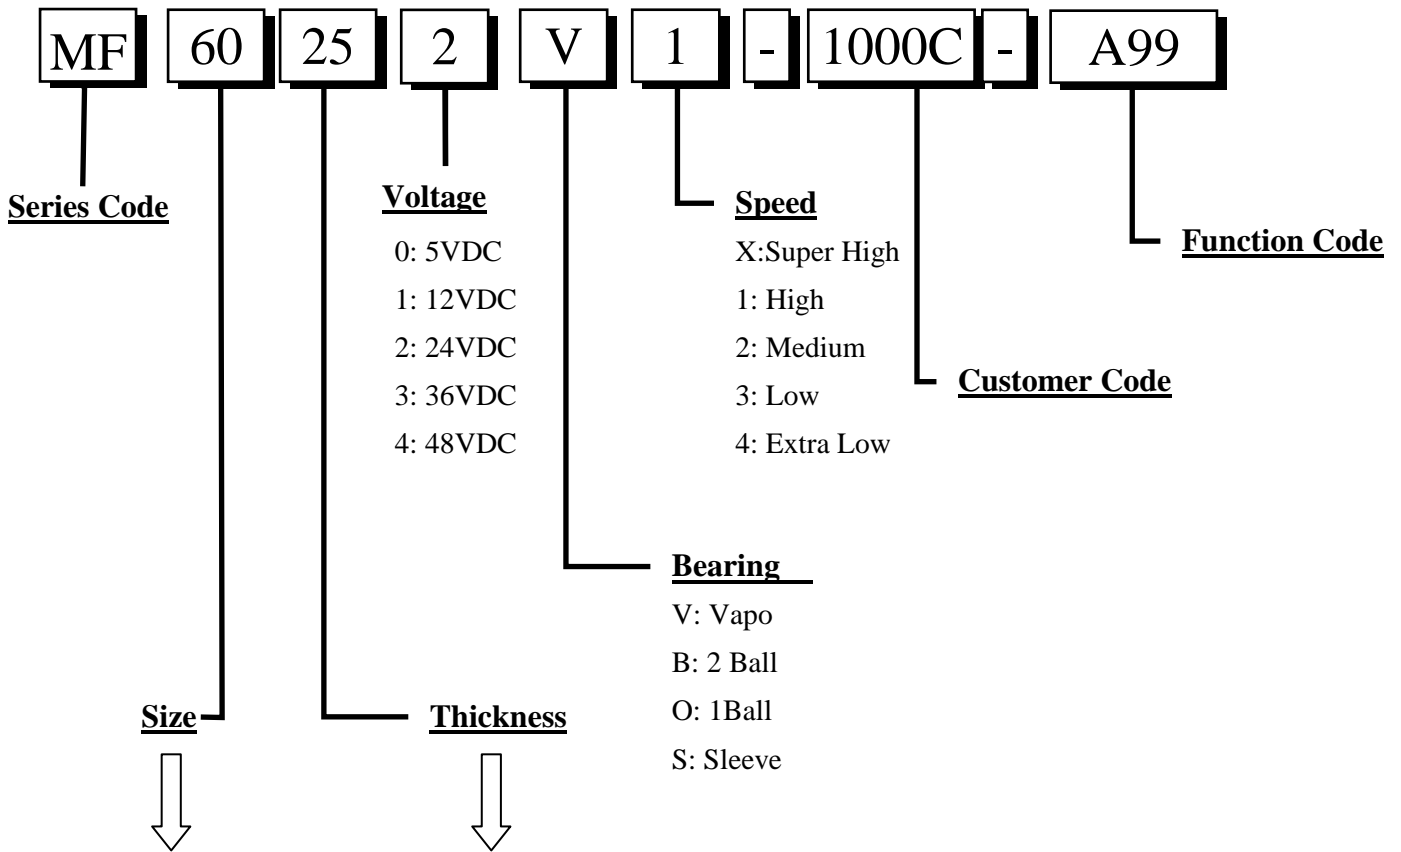 MF 60 25 2 V 1 - 1000C - A99
Series Code
Voltage
0: 5VDC
1: 12VDC
2: 24VDC
3: 36VDC
4: 48VDC
Speed
X:Super High
1: High
2: Medium
3: Low
4: Extra Low
Function Code
Customer Code
Bearing
V: Vapo
B: 2 Ball
O: 1Ball
S: Sleeve
Size
Thickness